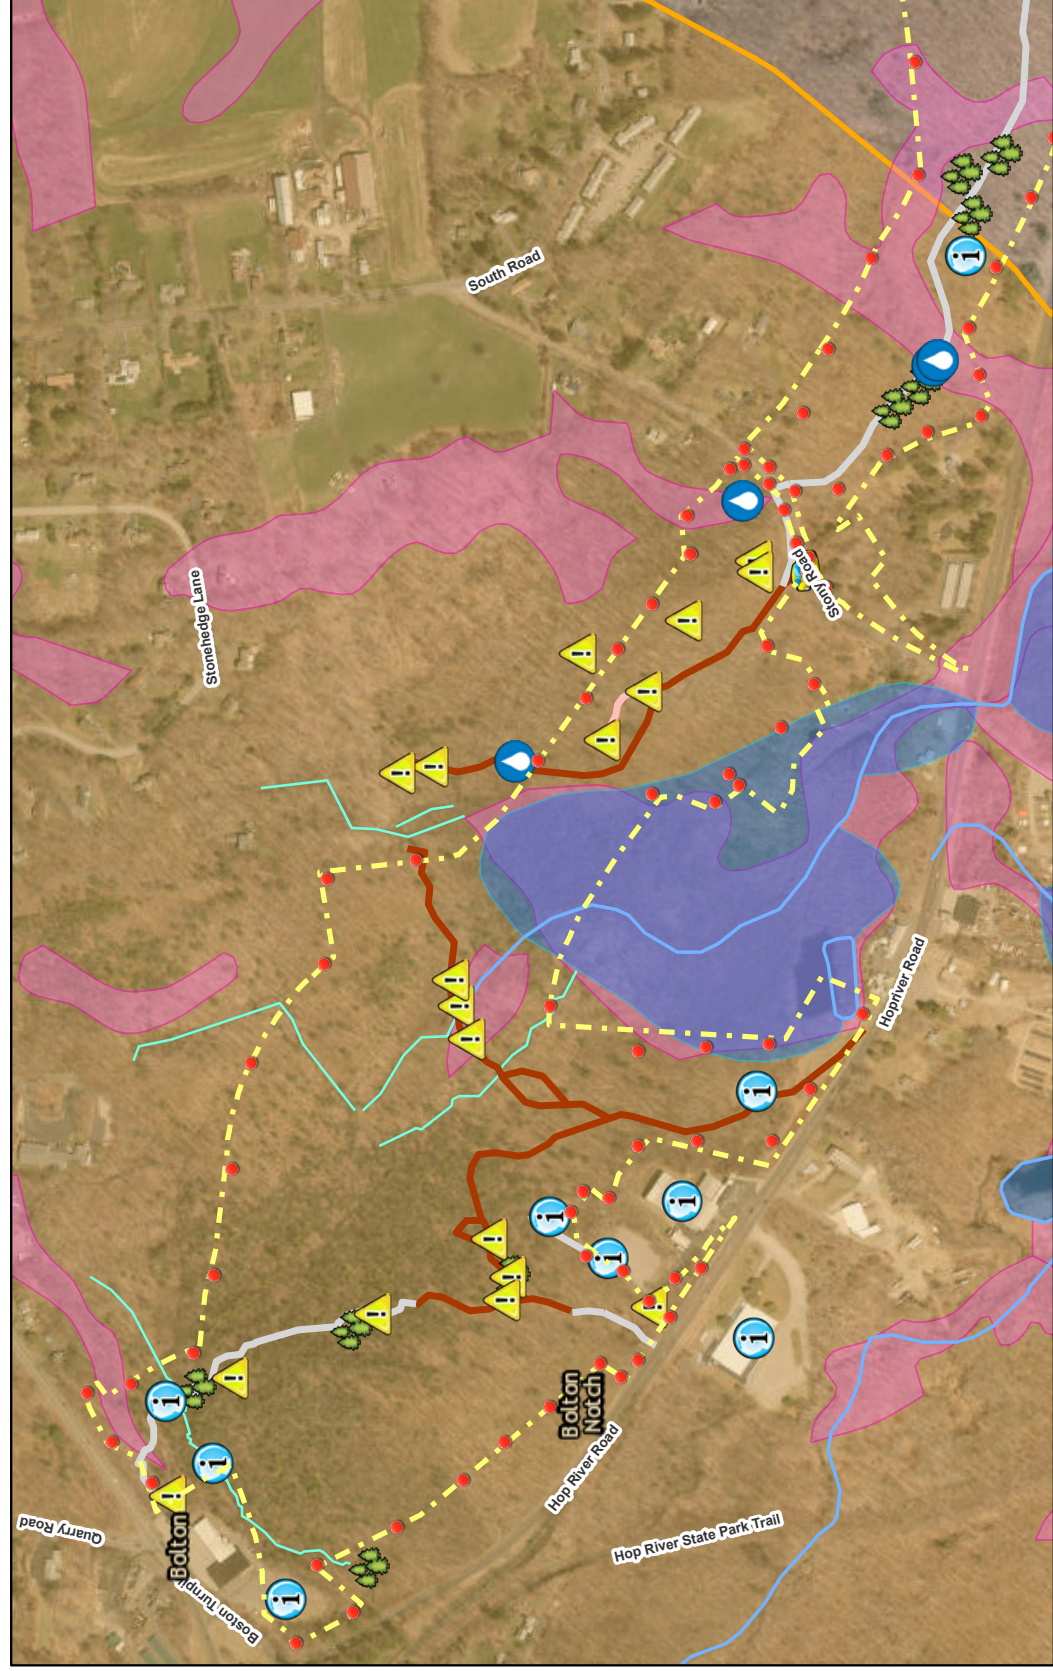 South Road
Stonehedge Lane
Stony Road
Hopriver Road
Bolton
Notch
Hop River Road
Hop River State Park Trail
Quarry Road
Bolton
Boston Turnpi